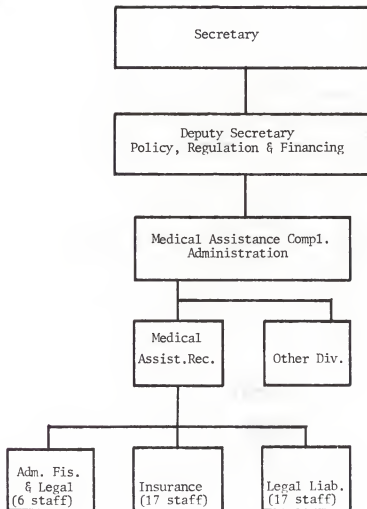 Secretary
Deputy Secretary
Policy, Regulation & Financing
Medical Assistance Compl.
Administration
Medical
Assist.Rec.
Other Div.
Adm. Fis.
& Legal
(6 staff)
Insurance
(17 staff)
Legal Liab.
(17 staff)